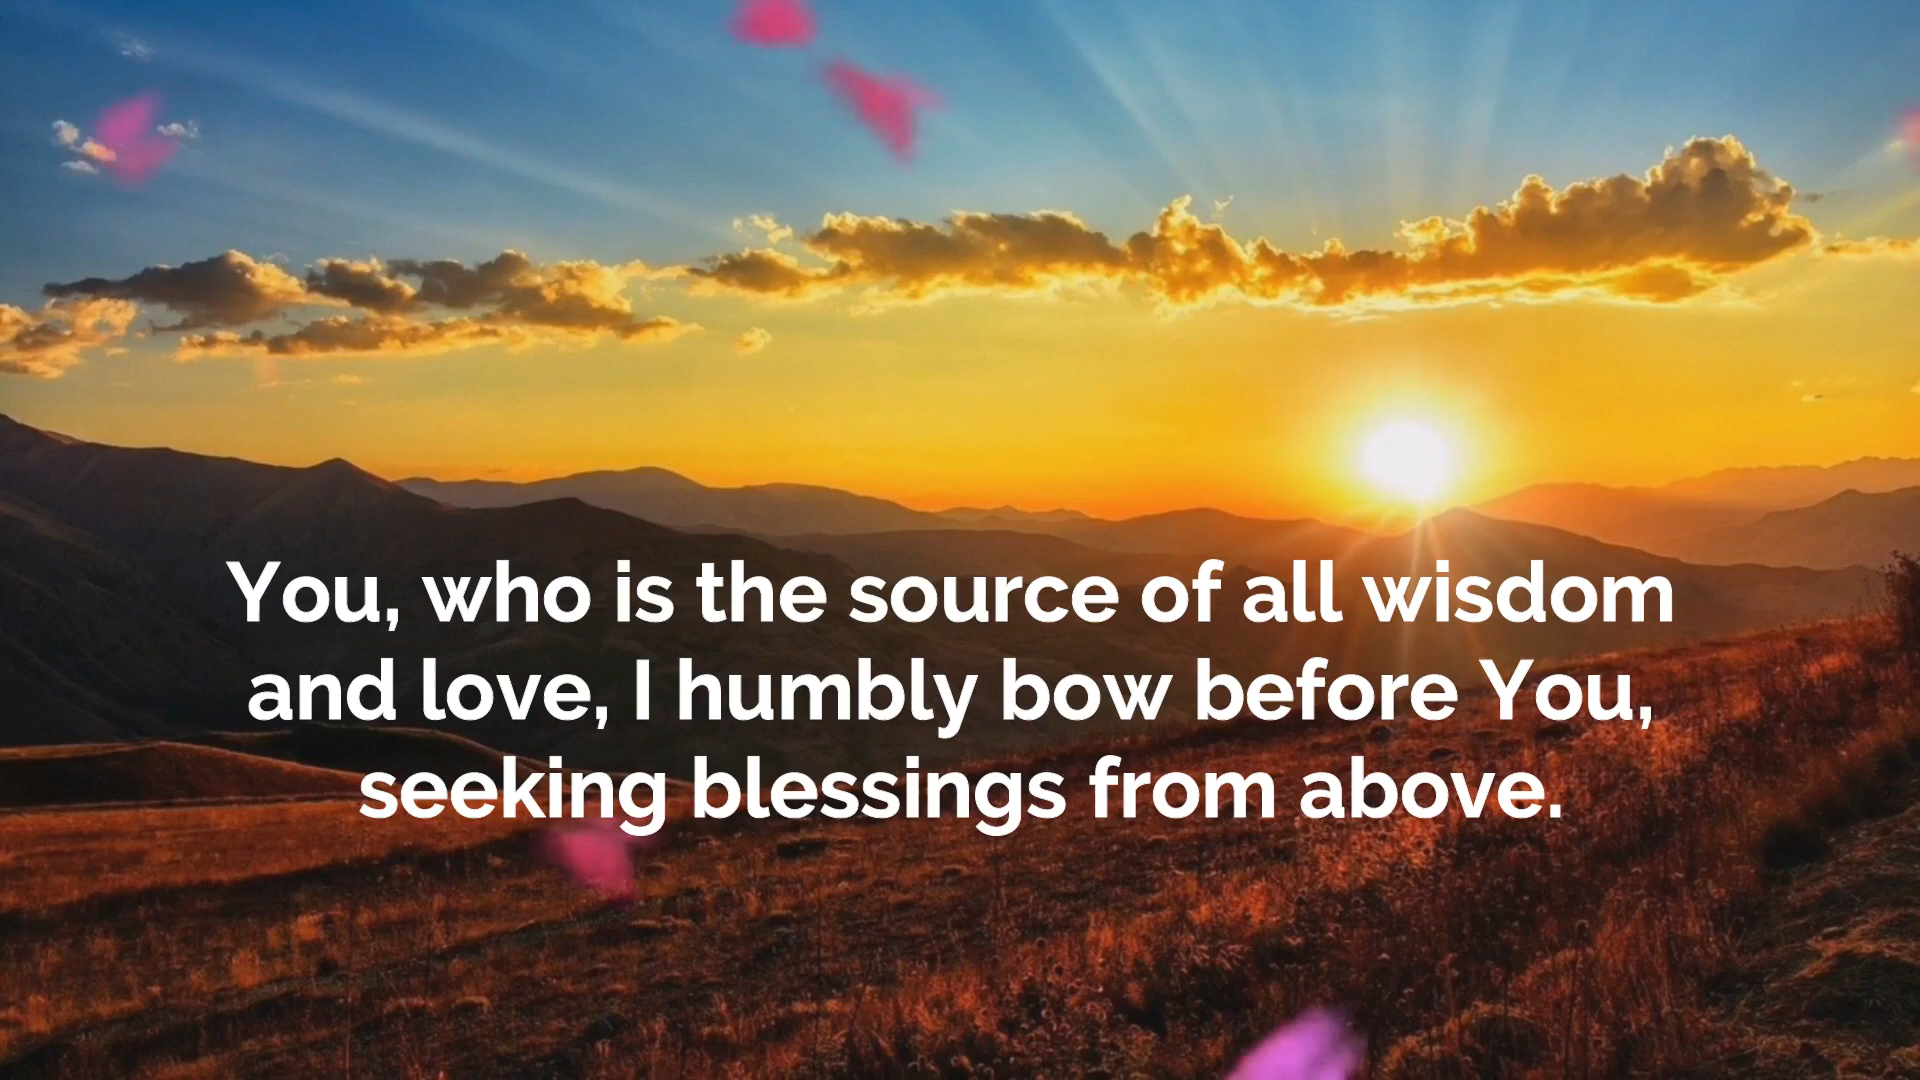 You, who is the source of all wisdom
and love, I humbly bow before You,
seeking blessings from above.